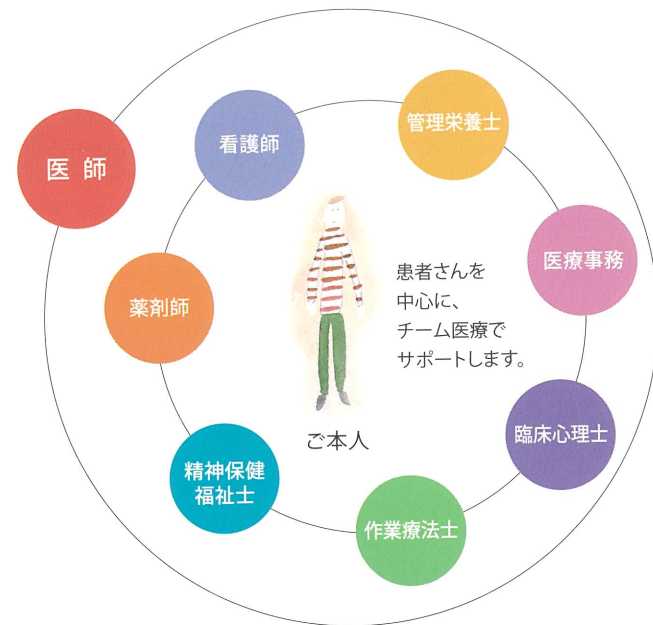 医師
看護師
管理栄養士
医療事務
薬剤師
患者さんを
中心に、
チーム医療で
サポートします。
ご本人
臨床心理士
精神保健
福祉士
作業療法士